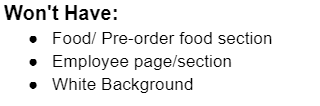 Won't Have:
● Food/ Pre-order food section
● Employee page/section
● White Background